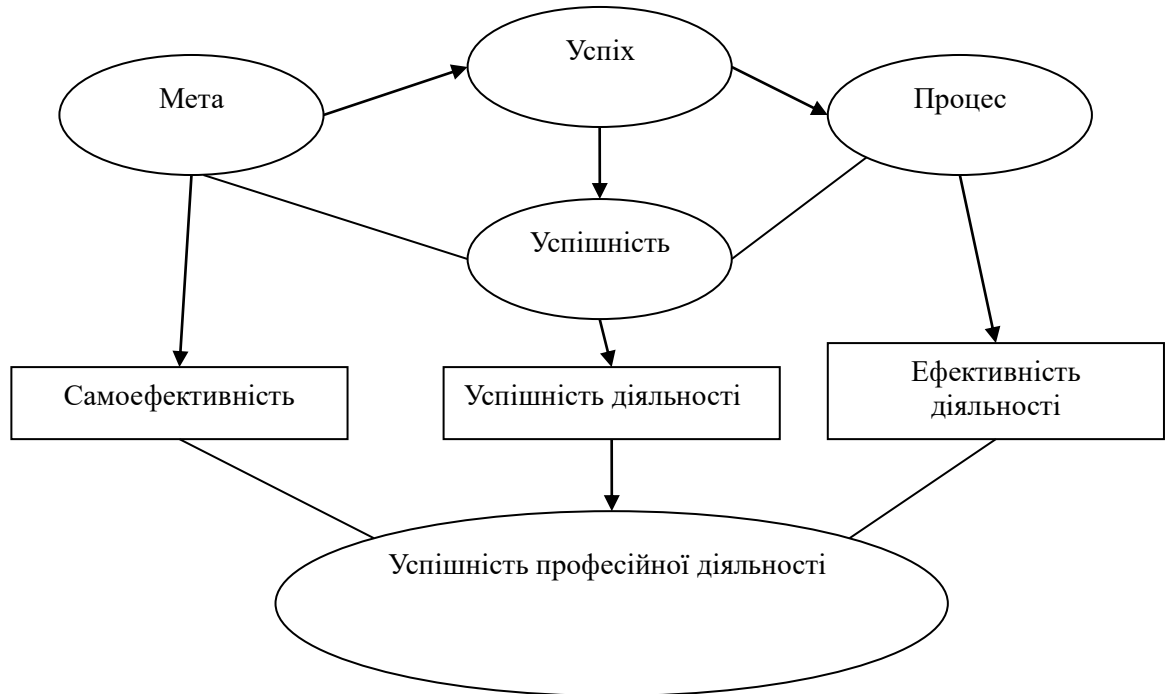 Успіх
Мета
Процес
Успішність
Самоефективність
Успішність діяльності
Ефективність
діяльності
Успішність професійної діяльності